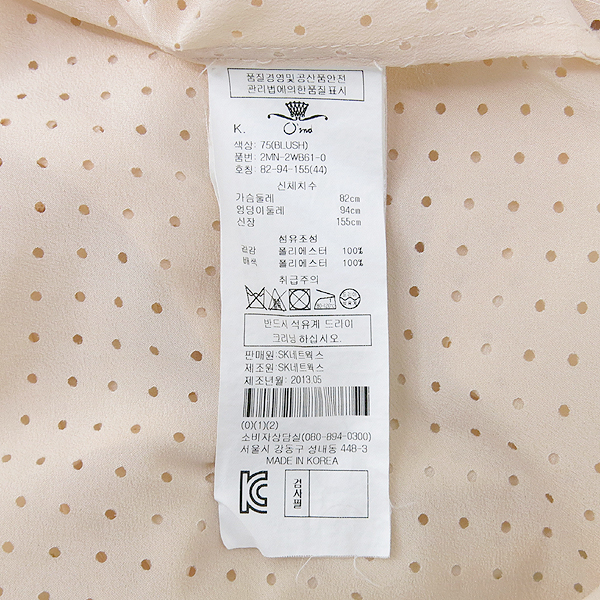 품질경영및공산품안전
관리법에의한품질표시
K.
O'2nd
색상: 75(BLUSH)
품번: 2MN-2WB61-0
호칭: 82-94-155(44)
신체치수
가슴둘레 82cm
엉덩이둘레 94cm
신장 155cm
섬유조성
겉감 폴리에스터 100%
배색 폴리에스터 100%
취급주의
반드시 석유계 드라이
크리닝하십시오.
판매원:SK네트웍스
제조원:SK네트웍스
제조년월: 2013.05
(0)(1)(2)
소비자상담실(080-894-0300)
서울시 강동구 성내동 448-3
MADE IN KOREA
KC
검사필